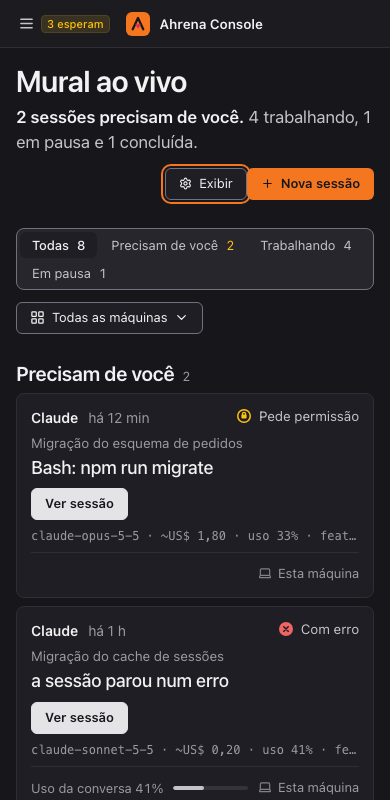 3 esperam
Ahrena Console
Mural ao vivo
2 sessões precisam de você. 4 trabalhando, 1
em pausa e 1 concluída.
Exibir
+ Nova sessão
Todas 8
Precisam de você 2
Trabalhando 4
Em pausa 1
Todas as máquinas
Precisam de você 2
Claude há 12 min
Pede permissão
Migração do esquema de pedidos
Bash: npm run migrate
Ver sessão
claude-opus-5-5 · ~US$ 1,80 · uso 33% · feat…
Esta máquina
Claude há 1 h
Com erro
Migração do cache de sessões
a sessão parou num erro
Ver sessão
claude-sonnet-5-5 · ~US$ 0,20 · uso 41% · fe…
Uso da conversa 41%
Esta máquina